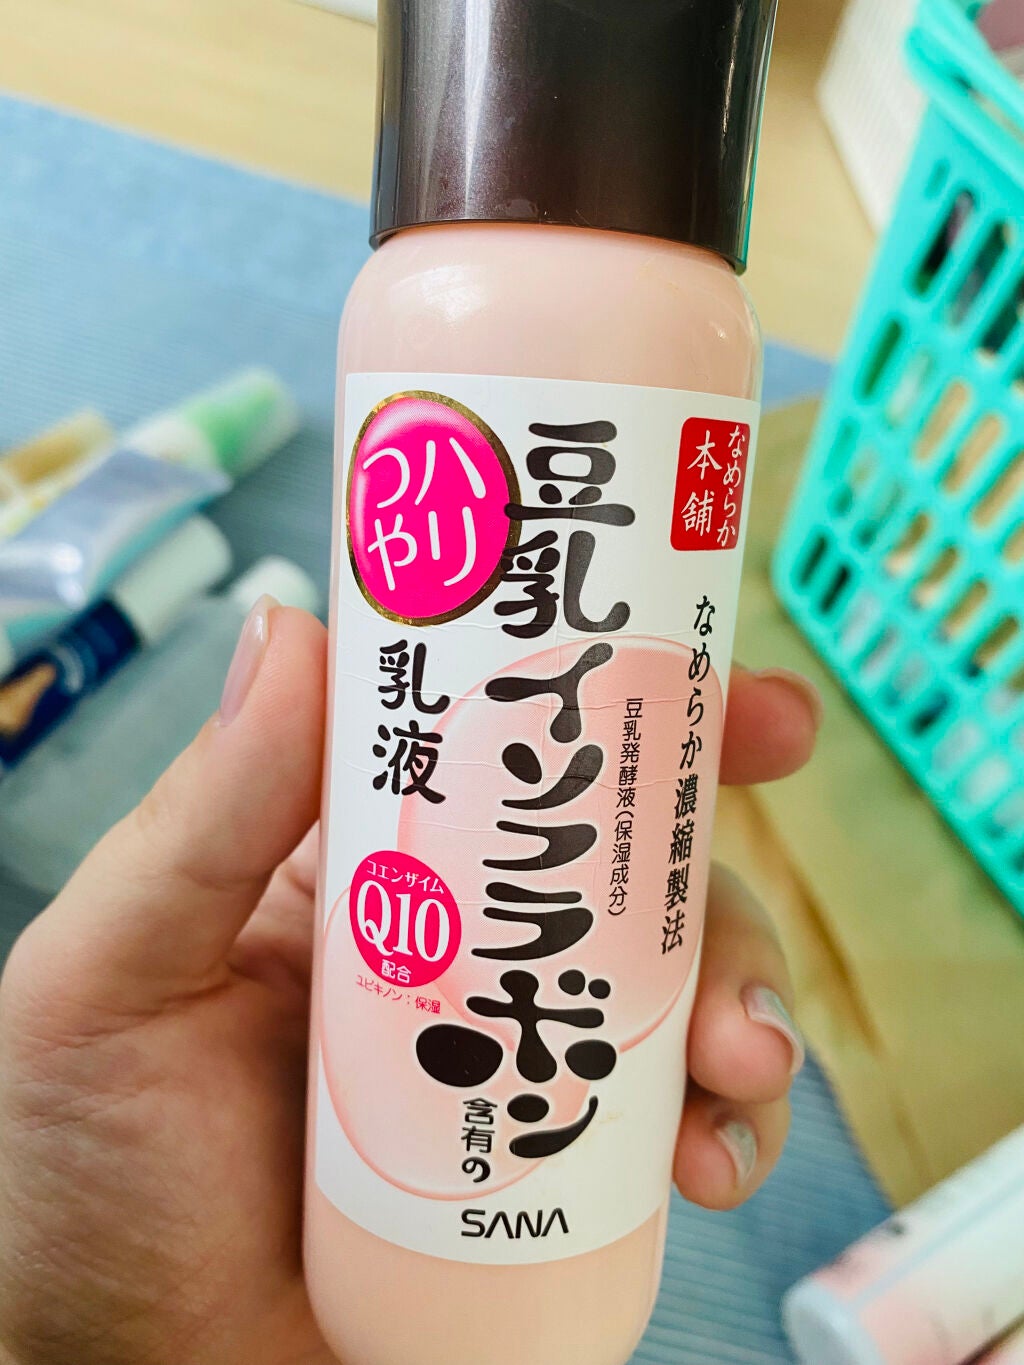 なめらか
本舗
なめらか濃縮製法
豆乳発酵液(保湿成分)
豆乳イソフラボン
含有の
ハリ
つや
乳液
コエンザイム
Q10
配合
ユビキノン:保湿
SANA